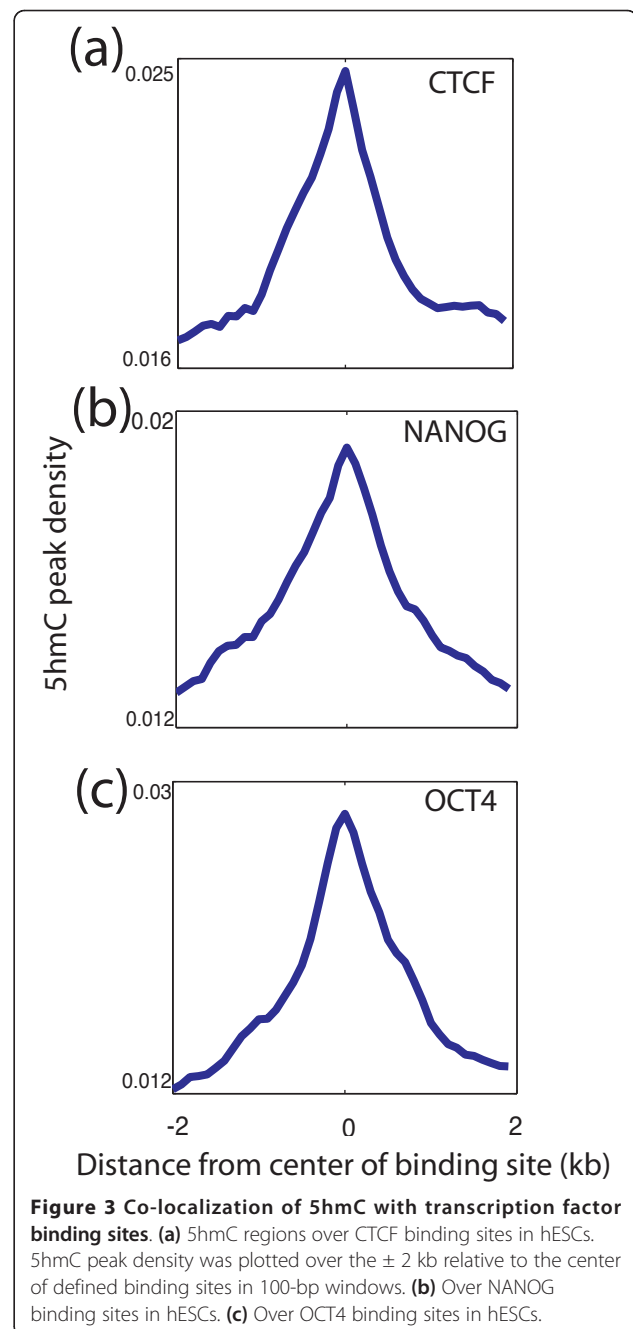 (a)
0.025
CTCF
0.016
(b)
0.02
NANOG
0.012
5hmC peak density
(c)
0.03
OCT4
0.012
-2 0 2
Distance from center of binding site (kb)
Figure 3 Co-localization of 5hmC with transcription factor
binding sites. (a) 5hmC regions over CTCF binding sites in hESCs.
5hmC peak density was plotted over the ± 2 kb relative to the center
of defined binding sites in 100-bp windows. (b) Over NANOG
binding sites in hESCs. (c) Over OCT4 binding sites in hESCs.